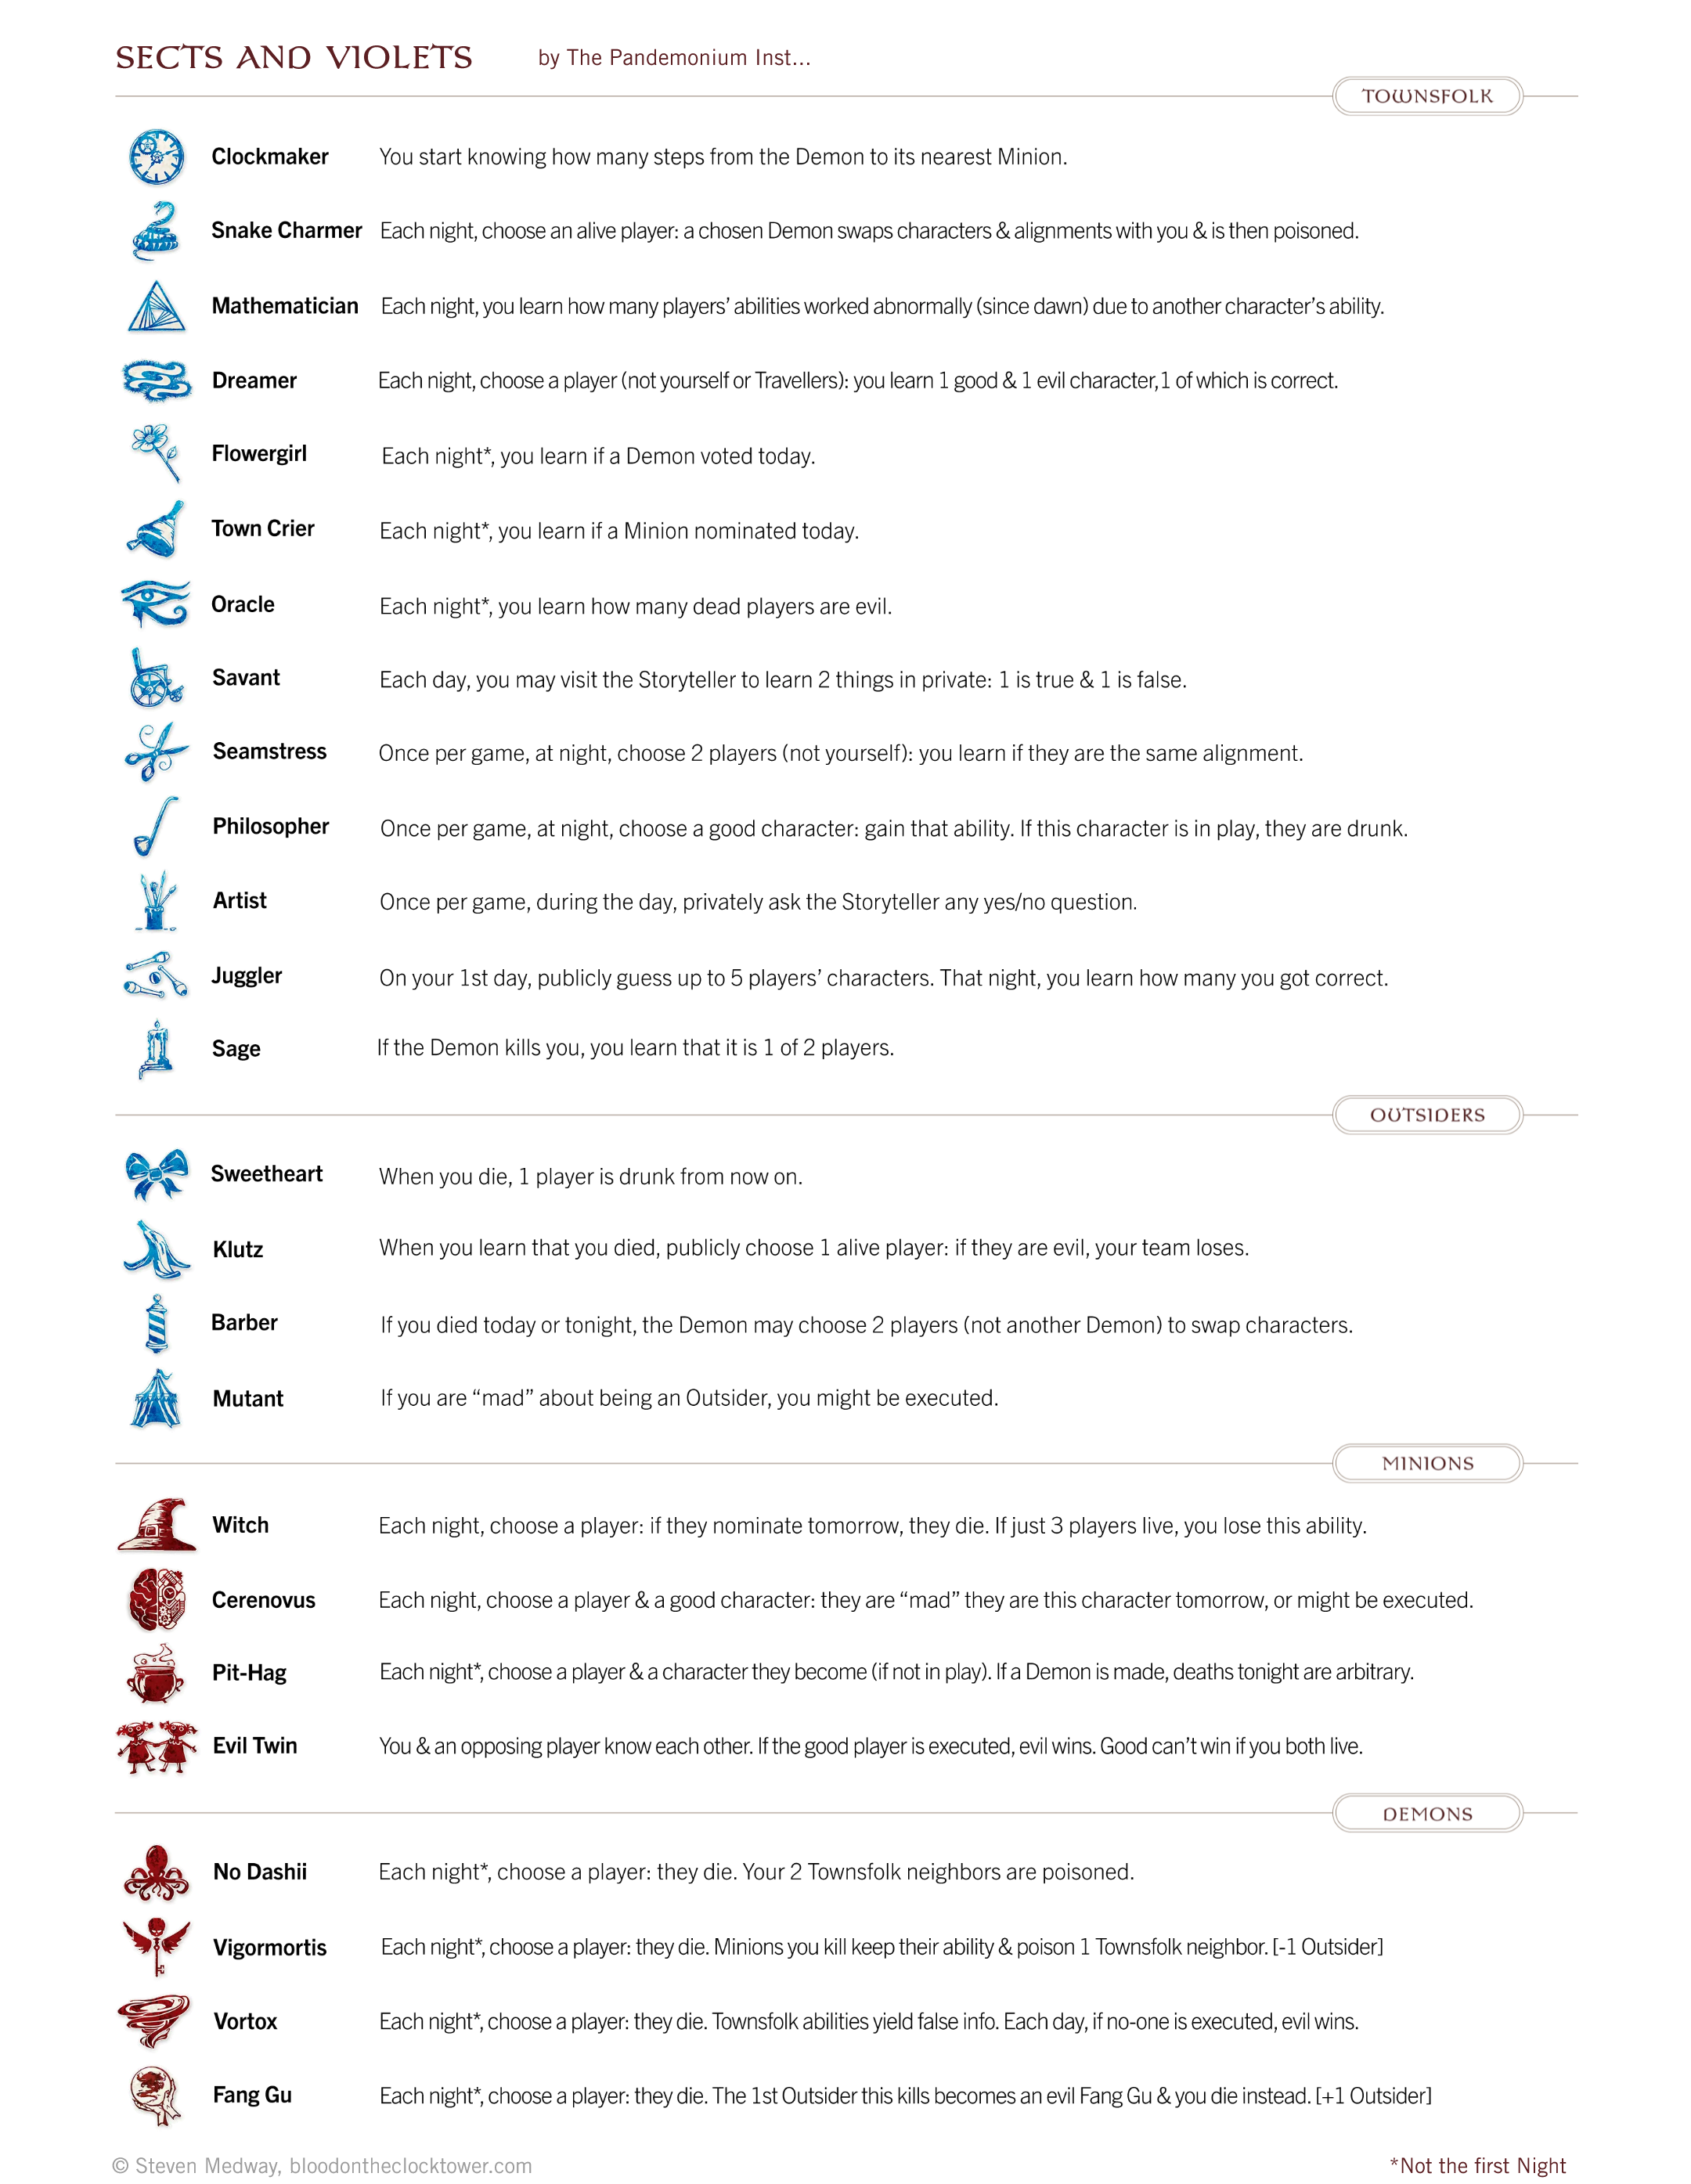 SECTS AND VIOLETS by The Pandemonium Inst...
TOWNSFOLK
Clockmaker You start knowing how many steps from the Demon to its nearest Minion.
Snake Charmer Each night, choose an alive player: a chosen Demon swaps characters & alignments with you & is then poisoned.
Mathematician Each night, you learn how many players’ abilities worked abnormally (since dawn) due to another character’s ability.
Dreamer Each night, choose a player (not yourself or Travellers): you learn 1 good & 1 evil character,1 of which is correct.
Flowergirl Each night*, you learn if a Demon voted today.
Town Crier Each night*, you learn if a Minion nominated today.
Oracle Each night*, you learn how many dead players are evil.
Savant Each day, you may visit the Storyteller to learn 2 things in private: 1 is true & 1 is false.
Seamstress Once per game, at night, choose 2 players (not yourself): you learn if they are the same alignment.
Philosopher Once per game, at night, choose a good character: gain that ability. If this character is in play, they are drunk.
Artist Once per game, during the day, privately ask the Storyteller any yes/no question.
Juggler On your 1st day, publicly guess up to 5 players’ characters. That night, you learn how many you got correct.
Sage If the Demon kills you, you learn that it is 1 of 2 players.
OUTSIDERS
Sweetheart When you die, 1 player is drunk from now on.
Klutz When you learn that you died, publicly choose 1 alive player: if they are evil, your team loses.
Barber If you died today or tonight, the Demon may choose 2 players (not another Demon) to swap characters.
Mutant If you are “mad” about being an Outsider, you might be executed.
MINIONS
Witch Each night, choose a player: if they nominate tomorrow, they die. If just 3 players live, you lose this ability.
Cerenovus Each night, choose a player & a good character: they are “mad” they are this character tomorrow, or might be executed.
Pit-Hag Each night*, choose a player & a character they become (if not in play). If a Demon is made, deaths tonight are arbitrary.
Evil Twin You & an opposing player know each other. If the good player is executed, evil wins. Good can’t win if you both live.
DEMONS
No Dashii Each night*, choose a player: they die. Your 2 Townsfolk neighbors are poisoned.
Vigormortis Each night*, choose a player: they die. Minions you kill keep their ability & poison 1 Townsfolk neighbor. [-1 Outsider]
Vortox Each night*, choose a player: they die. Townsfolk abilities yield false info. Each day, if no-one is executed, evil wins.
Fang Gu Each night*, choose a player: they die. The 1st Outsider this kills becomes an evil Fang Gu & you die instead. [+1 Outsider]
© Steven Medway, bloodontheclocktower.com *Not the first Night